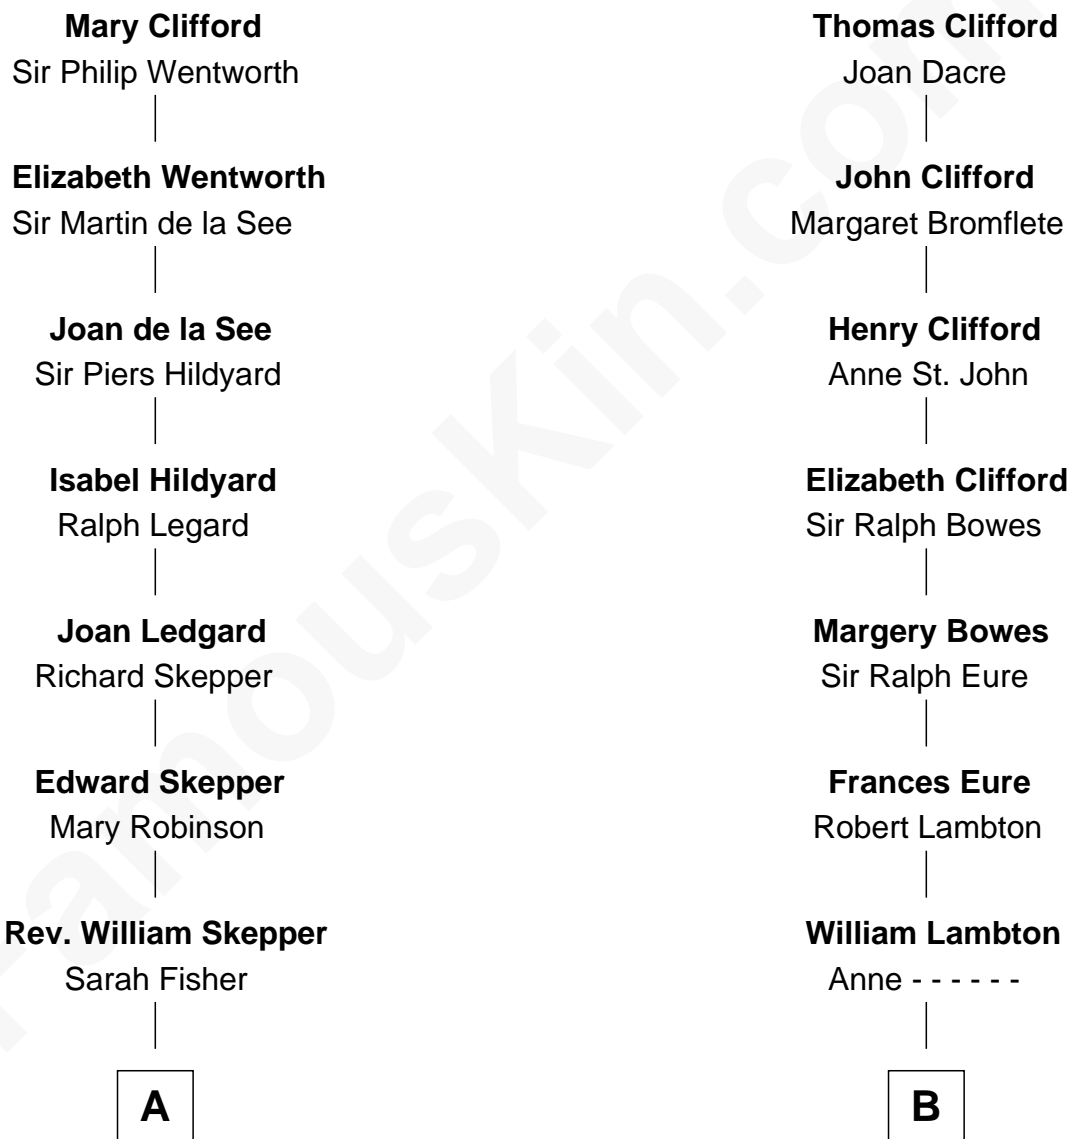 Mary Clifford
Sir Philip Wentworth
Elizabeth Wentworth
Sir Martin de la See
Joan de la See
Sir Piers Hildyard
Isabel Hildyard
Ralph Legard
Joan Ledgard
Richard Skepper
Edward Skepper
Mary Robinson
Rev. William Skepper
Sarah Fisher
A
Thomas Clifford
Joan Dacre
John Clifford
Margaret Bromflete
Henry Clifford
Anne St. John
Elizabeth Clifford
Sir Ralph Bowes
Margery Bowes
Sir Ralph Eure
Frances Eure
Robert Lambton
William Lambton
Anne - - - - - -
B
FamousKin.com